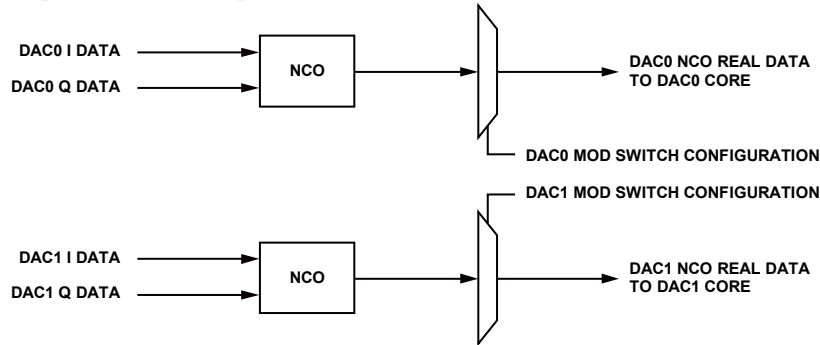 DAC0 I DATA
DAC0 Q DATA
NCO
DAC0 NCO REAL DATA
TO DAC0 CORE
DAC0 MOD SWITCH CONFIGURATION
DAC1 MOD SWITCH CONFIGURATION
DAC1 I DATA
DAC1 Q DATA
NCO
DAC1 NCO REAL DATA
TO DAC1 CORE